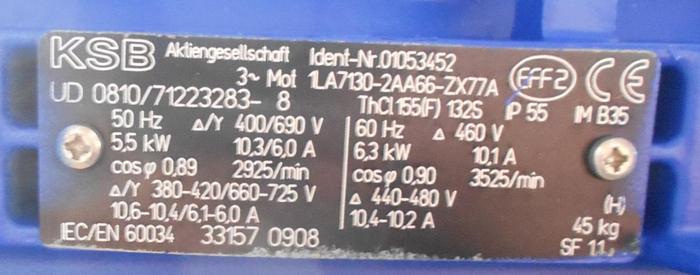 KSB Aktiengesellschaft Ident-Nr.01053452
3~ Mot 1LA7130-2AA66-ZX77A EFF2 CE
UD 0810/71223283- 8 ThCl 155(F) 132S IP 55 IM B35
50 Hz Δ/Y 400/690 V
5,5 kW 10,3/6,0 A
cosφ 0,89 2925/min
Δ/Y 380-420/660-725 V
10,6-10,4/6,1-6,0 A
60 Hz Δ 460 V
6,3 kW 10,1 A
cosφ 0,90 3525/min
Δ 440-480 V
10,4-10,2 A
(H)
45 kg
IEC/EN 60034 33157 0908
SF 1.1